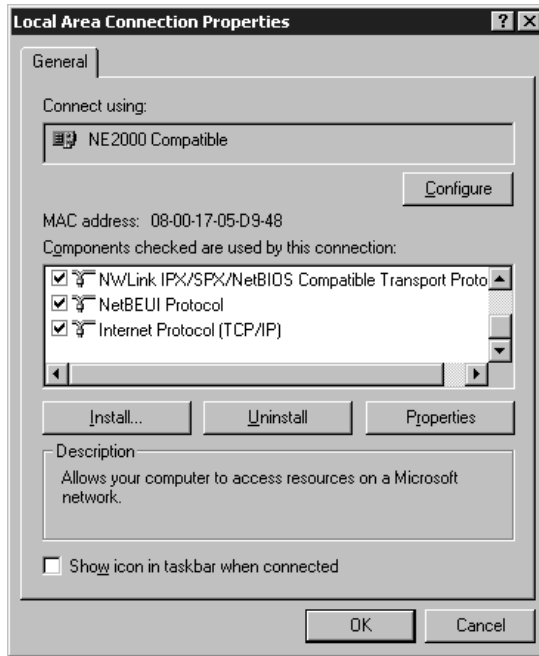 Local Area Connection Properties
General
Connect using:
NE2000 Compatible
Configure
MAC address: 08-00-17-05-D9-48
Components checked are used by this connection:
NWLink IPX/SPX/NetBIOS Compatible Transport Proto
NetBEUI Protocol
Internet Protocol (TCP/IP)
Install... Uninstall Properties
Description
Allows your computer to access resources on a Microsoft
network.
Show icon in taskbar when connected
OK Cancel